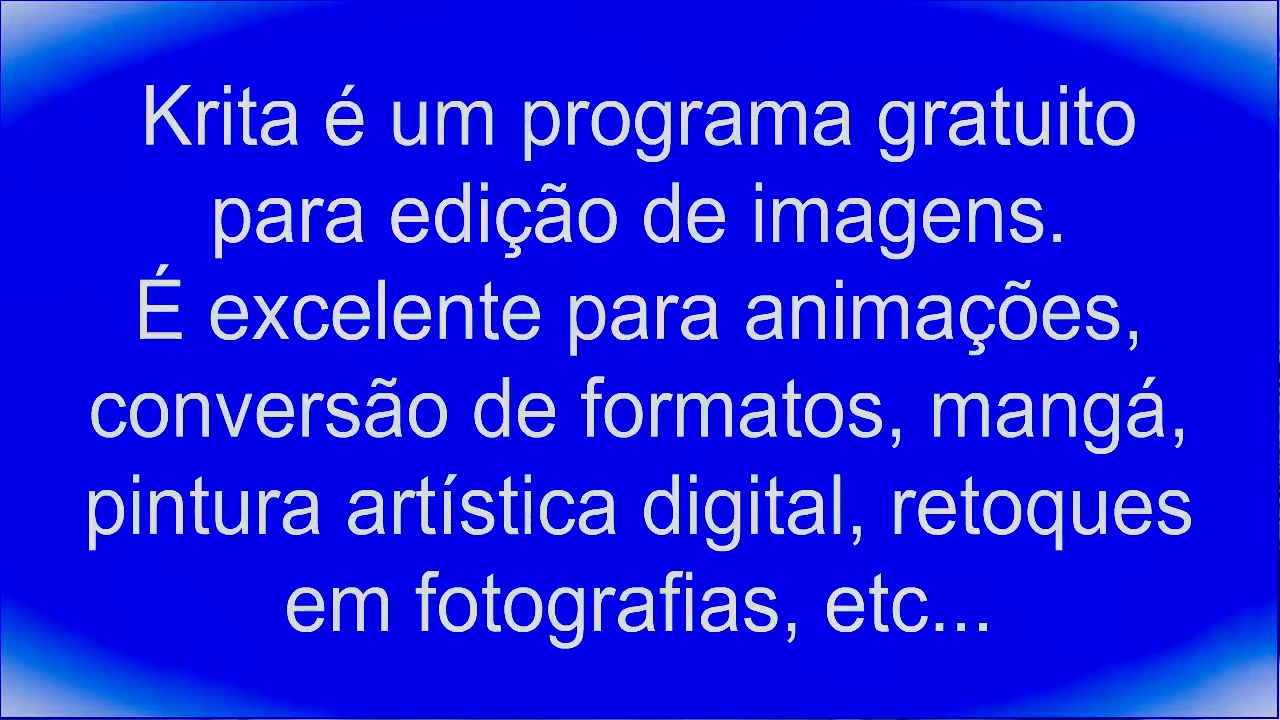 Krita é um programa gratuito
para edição de imagens.
É excelente para animações,
conversão de formatos, mangá,
pintura artística digital, retoques
em fotografias, etc...